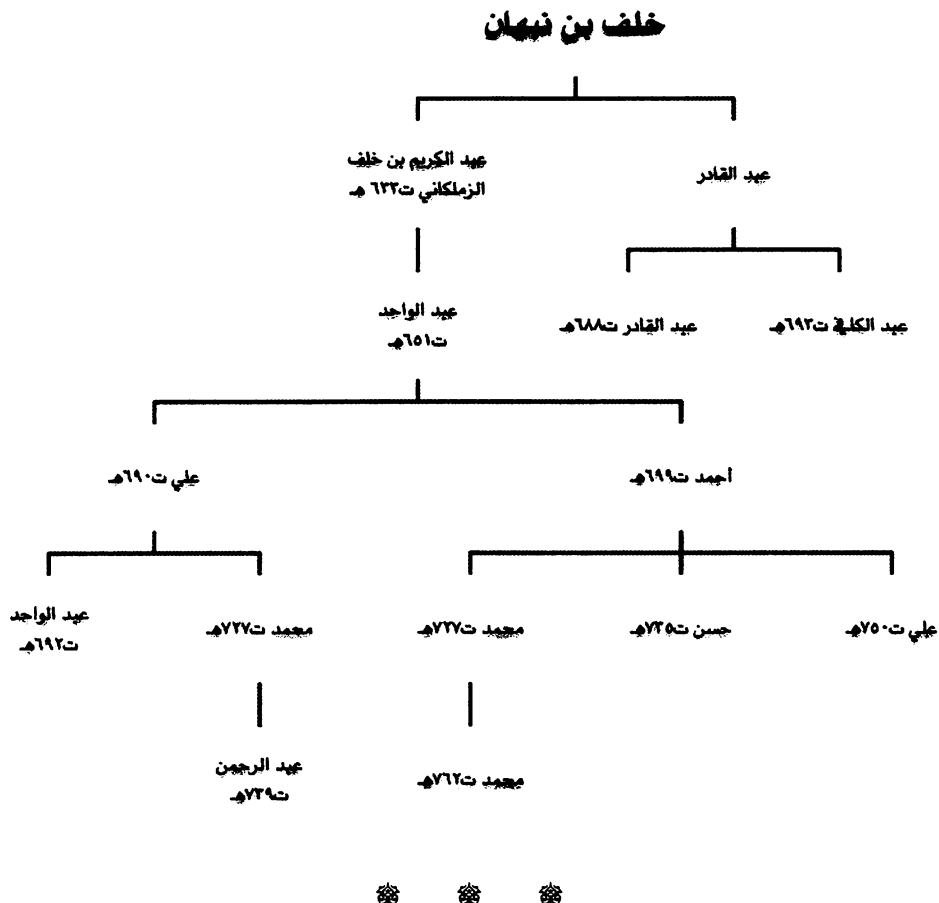 خلف بن نبهان
عبد القادر
عبد الكريم بن خلف
الزملكاني ت٦٣٣ هـ
عبد الكافي ت٦٩٣هـ
عبد القادر ت٦٨٨هـ
عبد الواحد
ت٦٥١هـ
أحمد ت٦٩٩هـ
علي ت٦٩٠هـ
علي ت٧٥٠هـ
حسن ت٧٣٥هـ
محمد ت٧٣٧هـ
محمد ت٧٢٧هـ
عبد الواحد
ت٦٩٢هـ
محمد ت٧٦٢هـ
عبد الرحمن
ت٧٣٩هـ